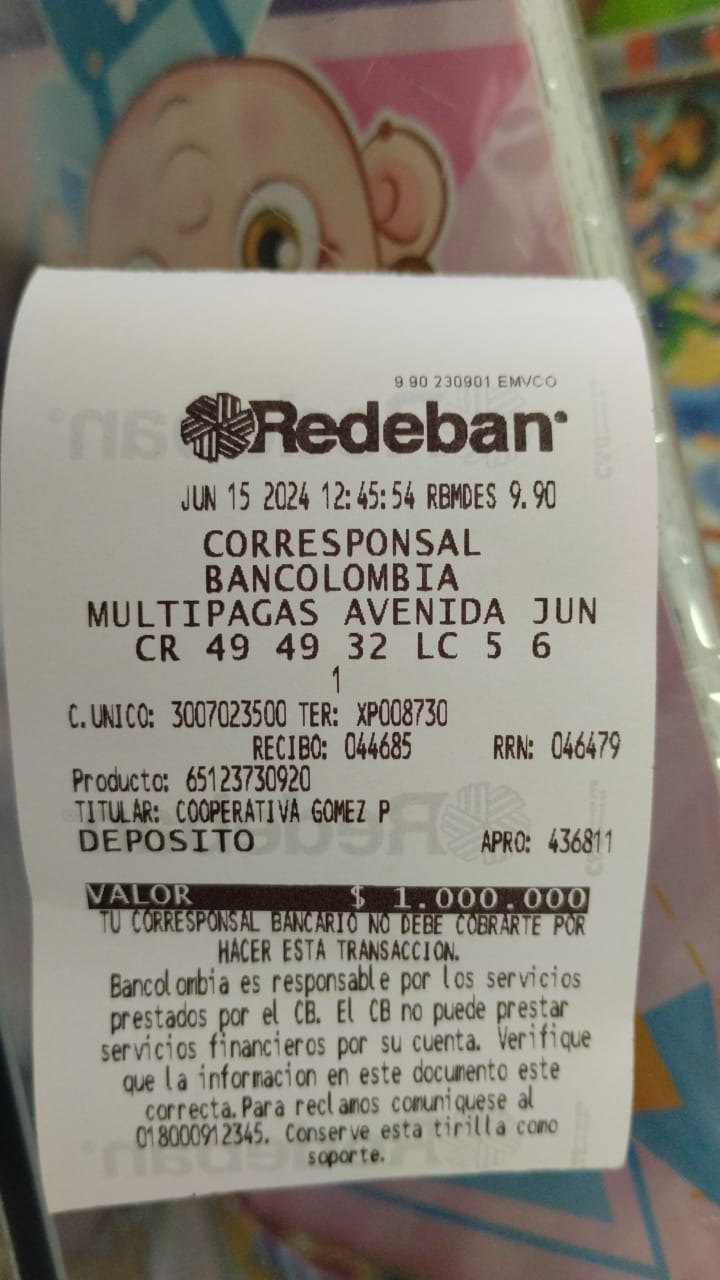 9.90 230901 EMVCO
Redeban
JUN 15 2024 12:45:54 RBMDES 9.90
CORRESPONSAL
BANCOLOMBIA
MULTIPAGAS AVENIDA JUN
CR 49 49 32 LC 5 6
1
C.UNICO: 3007023500 TER: XP008730
RECIBO: 044685 RRN: 046479
Producto: 65123730920
TITULAR: COOPERATIVA GOMEZ P
DEPOSITO APRO: 436811
VALOR $ 1.000.000
TU CORRESPONSAL BANCARIO NO DEBE COBRARTE POR
HACER ESTA TRANSACCION.
Bancolombia es responsable por los servicios
prestados por el CB. El CB no puede prestar
servicios financieros por su cuenta. Verifique
que la informacion en este documento este
correcta.Para reclamos comuniquese al
018000912345. Conserve esta tirilla como
soporte.